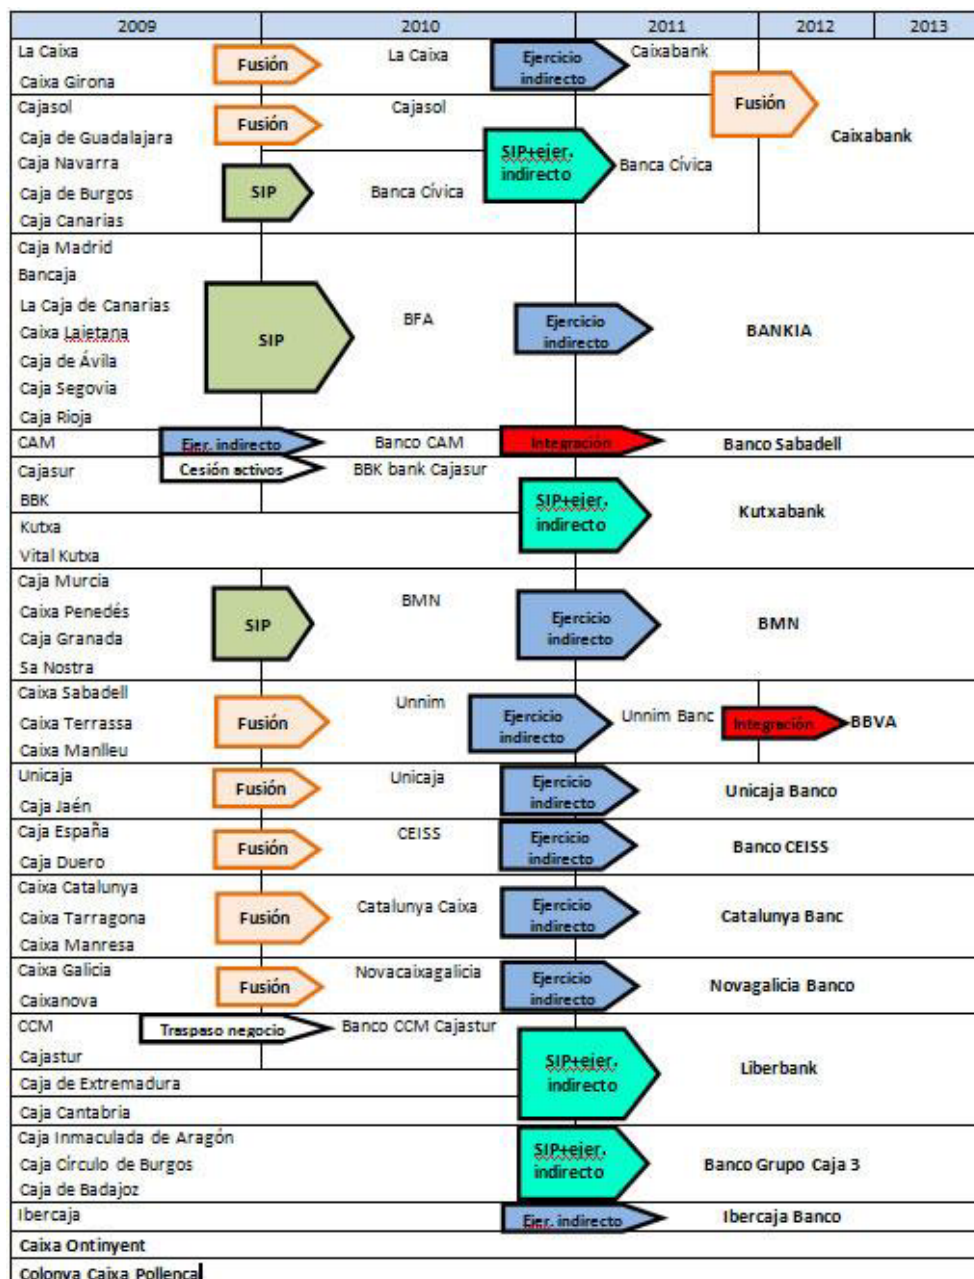 2009 2010 2011 2012 2013
La Caixa
Caixa Girona
Fusión
La Caixa
Ejercicio
indirecto
Caixabank
Cajasol
Caja de Guadalajara
Fusión
Cajasol
Caja Navarra
Caja de Burgos
Caja Canarias
SIP
Banca Cívica
SIP+ejer.
indirecto
Banca Cívica
Fusión
Caixabank
Caja Madrid
Bancaja
La Caja de Canarias
Caixa Laietana
Caja de Ávila
Caja Segovia
Caja Rioja
SIP
BFA
Ejercicio
indirecto
BANKIA
CAM
Ejer. indirecto
Banco CAM
Integración
Banco Sabadell
Cajasur
BBK
Cesión activos
BBK bank Cajasur
Kutxa
Vital Kutxa
SIP+ejer.
indirecto
Kutxabank
Caja Murcia
Caixa Penedés
Caja Granada
Sa Nostra
SIP
BMN
Ejercicio
indirecto
BMN
Caixa Sabadell
Caixa Terrassa
Caixa Manlleu
Fusión
Unnim
Ejercicio
indirecto
Unnim Banc
Integración
BBVA
Unicaja
Caja Jaén
Fusión
Unicaja
Ejercicio
indirecto
Unicaja Banco
Caja España
Caja Duero
Fusión
CEISS
Ejercicio
indirecto
Banco CEISS
Caixa Catalunya
Caixa Tarragona
Caixa Manresa
Fusión
Catalunya Caixa
Ejercicio
indirecto
Catalunya Banc
Caixa Galicia
Caixanova
Fusión
Novacaixagalicia
Ejercicio
indirecto
Novagalicia Banco
CCM
Cajastur
Traspaso negocio
Banco CCM Cajastur
Caja de Extremadura
Caja Cantabria
SIP+ejer.
indirecto
Liberbank
Caja Inmaculada de Aragón
Caja Círculo de Burgos
Caja de Badajoz
SIP+ejer.
indirecto
Banco Grupo Caja 3
Ibercaja
Ejer. indirecto
Ibercaja Banco
Caixa Ontinyent
Colonya Caixa Pollença